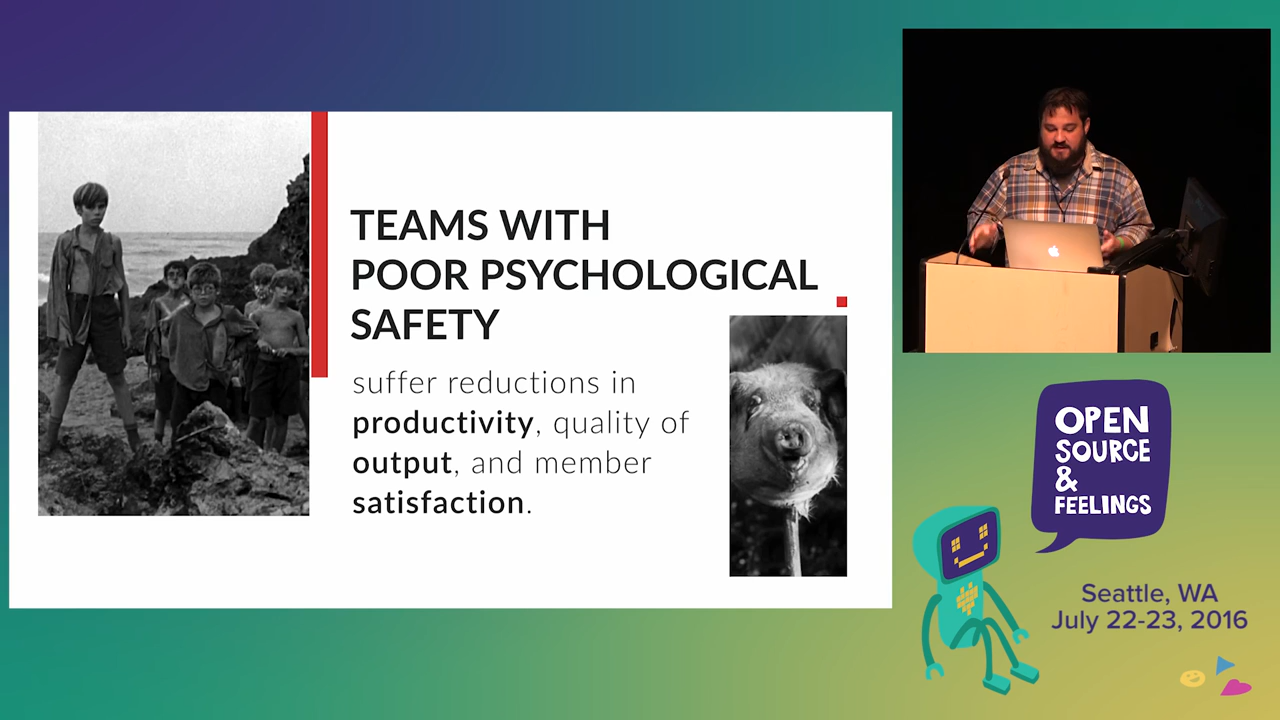 TEAMS WITH
POOR PSYCHOLOGICAL
SAFETY
suffer reductions in
productivity, quality of
output, and member
satisfaction.
OPEN
SOURCE
&
FEELINGS
Seattle, WA
July 22-23, 2016